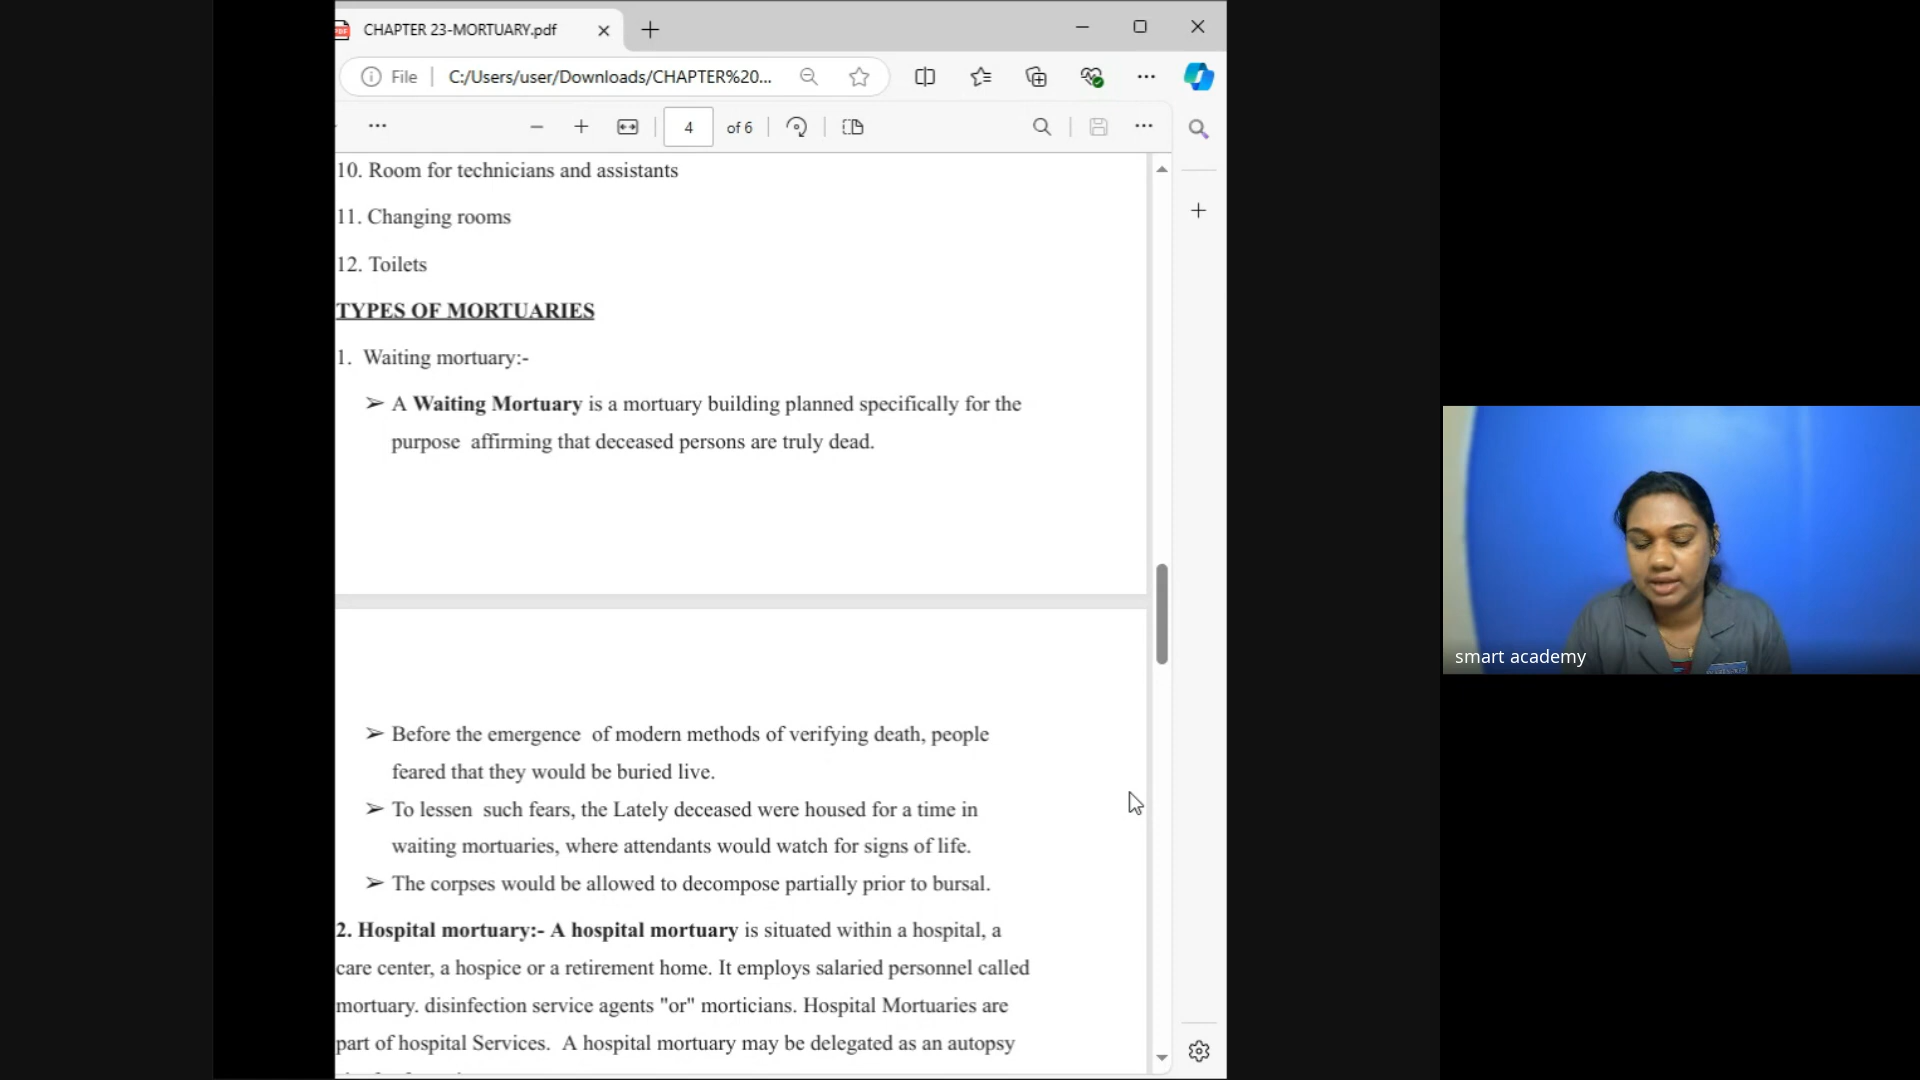 CHAPTER 23-MORTUARY.pdf
File
C:/Users/user/Downloads/CHAPTER%20...
4 of 6
10. Room for technicians and assistants
11. Changing rooms
12. Toilets
TYPES OF MORTUARIES
1. Waiting mortuary:-
➢ A Waiting Mortuary is a mortuary building planned specifically for the
purpose affirming that deceased persons are truly dead.
➢ Before the emergence of modern methods of verifying death, people
feared that they would be buried live.
➢ To lessen such fears, the Lately deceased were housed for a time in
waiting mortuaries, where attendants would watch for signs of life.
➢ The corpses would be allowed to decompose partially prior to bursal.
2. Hospital mortuary:- A hospital mortuary is situated within a hospital, a
care center, a hospice or a retirement home. It employs salaried personnel called
mortuary. disinfection service agents "or" morticians. Hospital Mortuaries are
part of hospital Services. A hospital mortuary may be delegated as an autopsy
smart academy